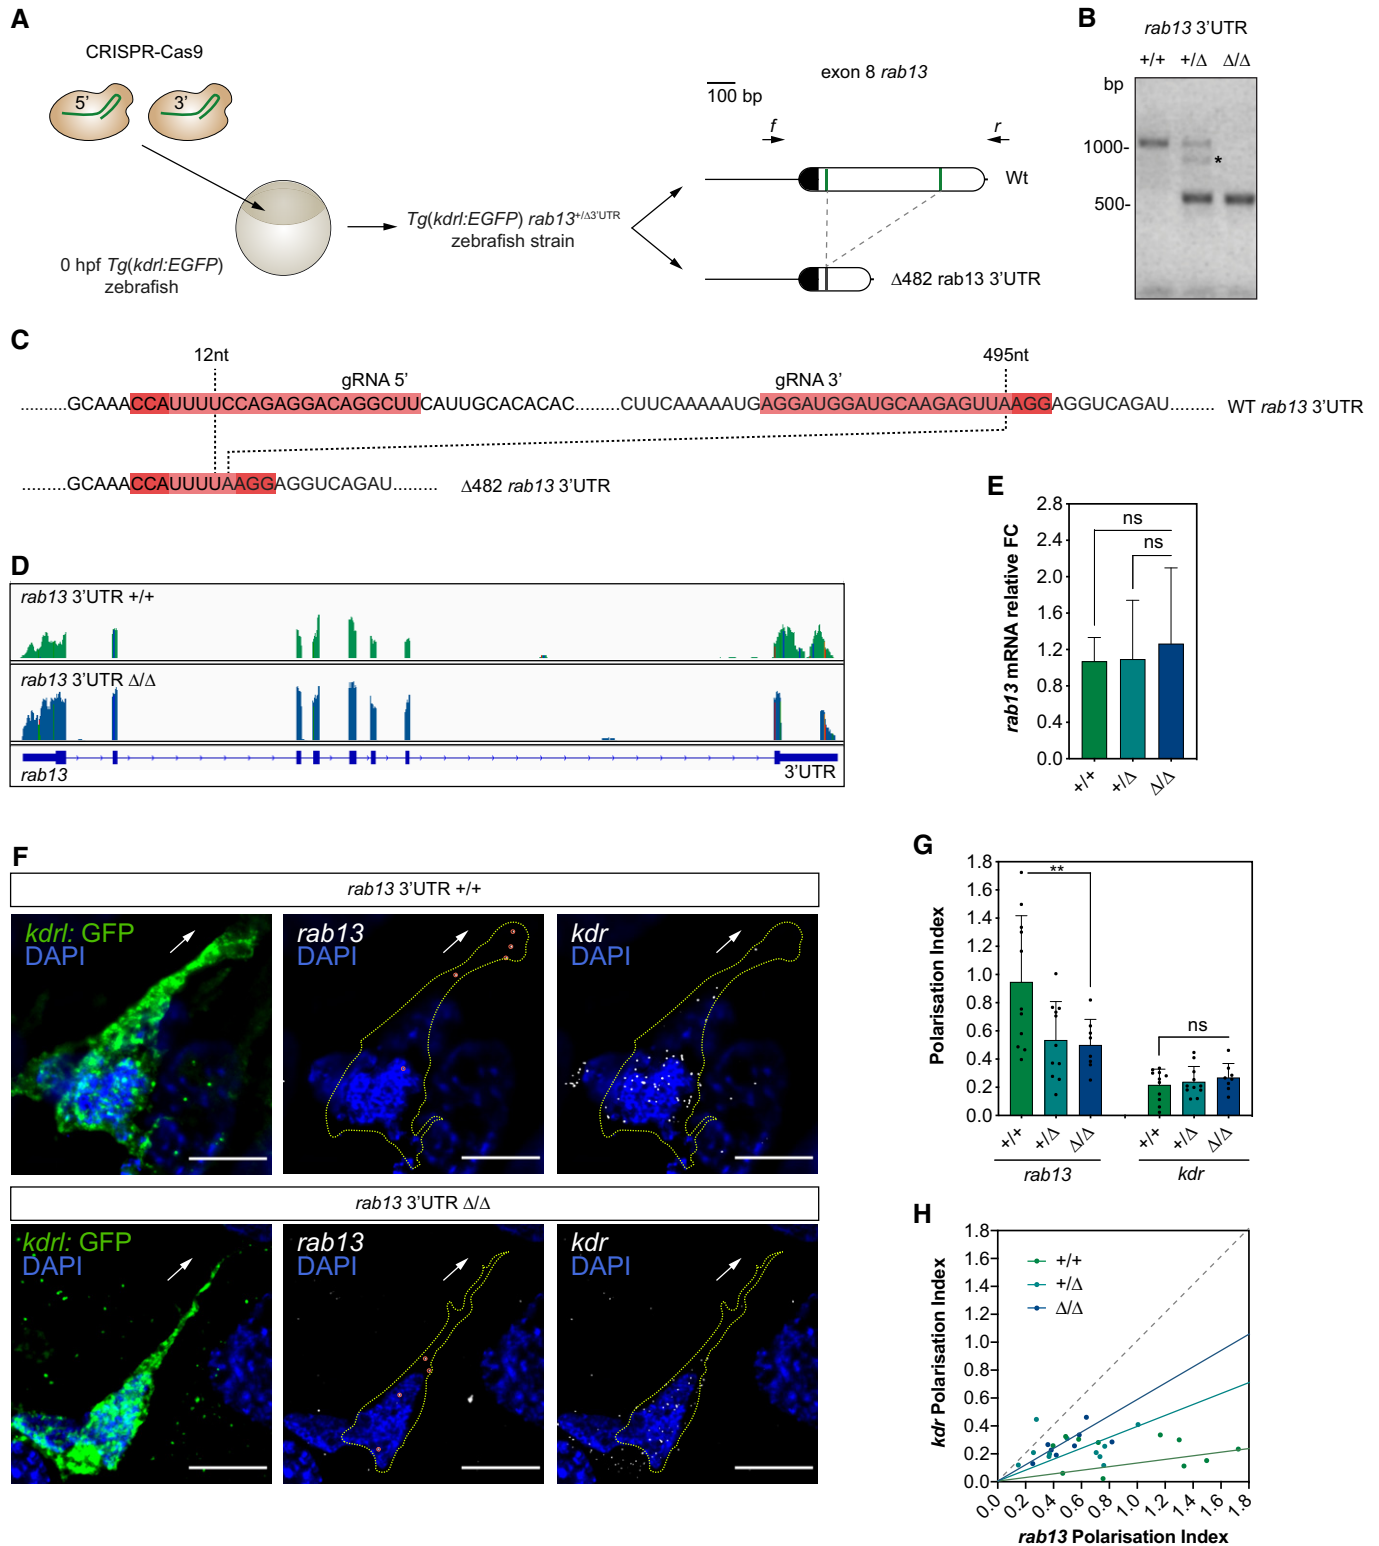 A
CRISPR-Cas9
5'
3'
0 hpf Tg(kdrl:EGFP)
zebrafish
Tg(kdrl:EGFP) rab13+/Δ3'UTR
zebrafish strain
exon 8 rab13
100 bp
f
r
Wt
Δ482 rab13 3'UTR
B
rab13 3'UTR
+/+ +/Δ Δ/Δ
bp
1000-
*
500-
C
12nt
495nt
gRNA 5'
gRNA 3'
..........GCAAACCAUUUUUCCAGAGGACAGGCUUCAUUGCACACAC.........CUUCAAAAAUGAGGAUGGAUGCAAGAGUUAAGGAGGUCAGAU......... WT rab13 3'UTR
..........GCAAACCAUUUUUAAGGAGGUCAGAU......... Δ482 rab13 3'UTR
D
rab13 3'UTR +/+
rab13 3'UTR Δ/Δ
rab13
3'UTR
E
rab13 mRNA relative FC
2.8
2.4
2.0
1.6
1.2
0.8
0.4
0.0
ns
ns
+/+
+/Δ
Δ/Δ
F
rab13 3'UTR +/+
kdrl: GFP
DAPI
rab13
DAPI
kdr
DAPI
rab13 3'UTR Δ/Δ
kdrl: GFP
DAPI
rab13
DAPI
kdr
DAPI
G
Polarisation Index
1.8
1.6
1.4
1.2
1.0
0.8
0.6
0.4
0.2
0.0
**
ns
+/+
+/Δ
Δ/Δ
+/+
+/Δ
Δ/Δ
rab13
kdr
H
kdr Polarisation Index
1.8
1.6
1.4
1.2
1.0
0.8
0.6
0.4
0.2
0.0
+/+
+/Δ
Δ/Δ
0.0
0.2
0.4
0.6
0.8
1.0
1.2
1.4
1.6
1.8
rab13 Polarisation Index